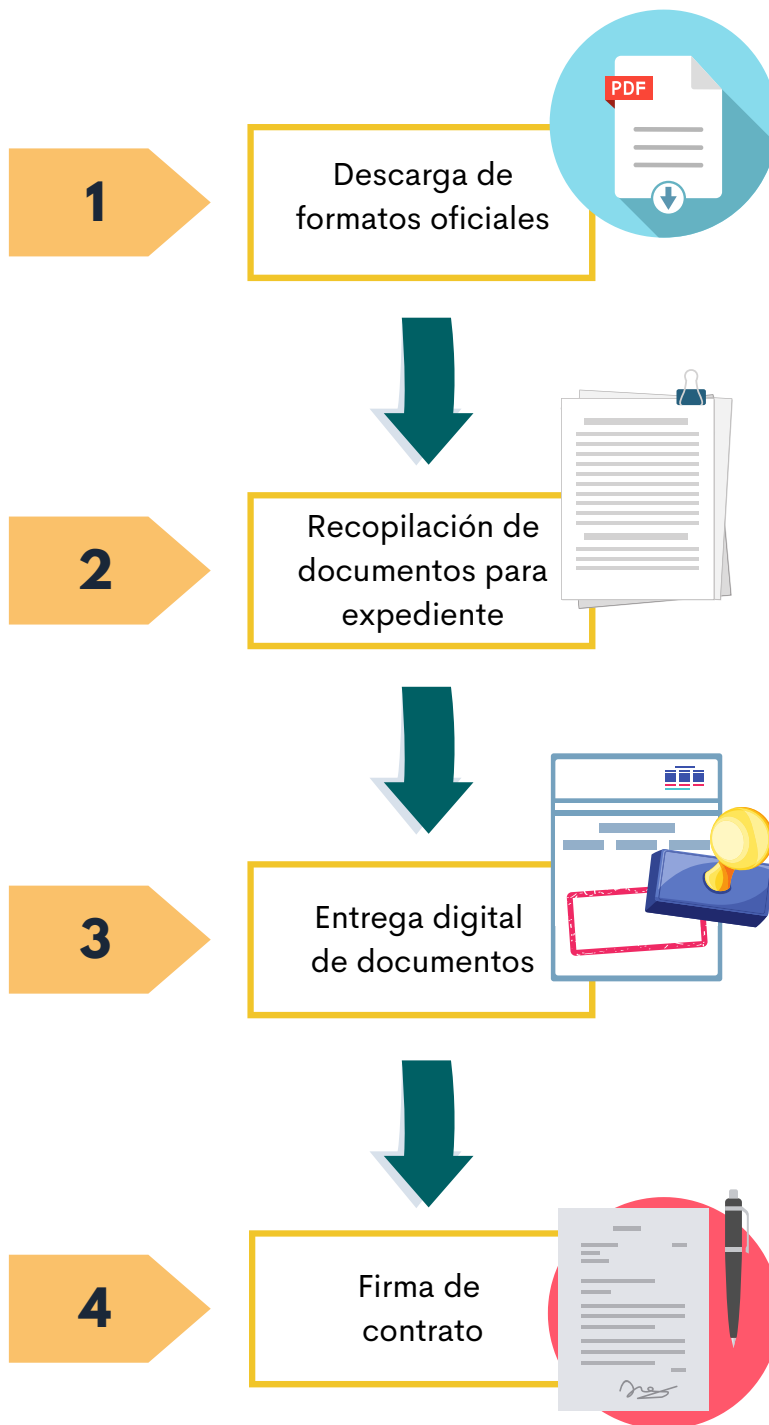 PDF
1
Descarga de
formatos oficiales
2
Recopilación de
documentos para
expediente
3
Entrega digital
de documentos
4
Firma de
contrato